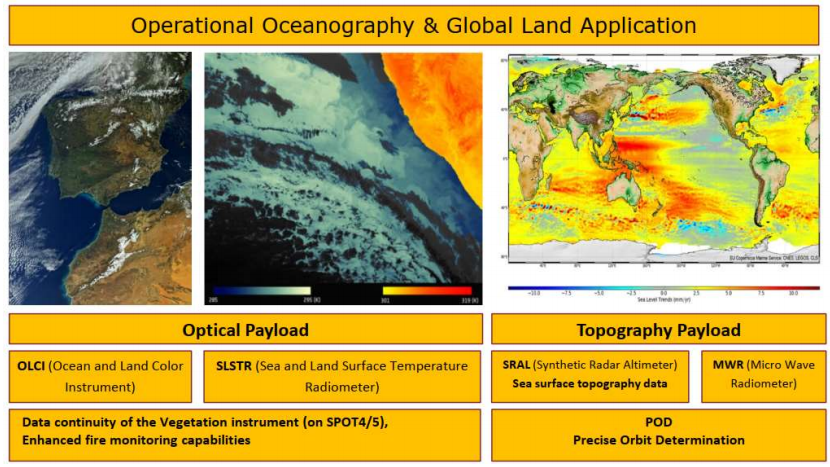 Operational Oceanography & Global Land Application
285
295 (K)
301
319 (K)
EU Copernicus Marine Service, CNES, LEGOS, CLS
-10.0
-7.5
-5.0
-2.5
0.0
2.5
5.0
7.5
10.0
Sea Level Trends (mm/yr)
Optical Payload
Topography Payload
OLCI (Ocean and Land Color
Instrument)
SLSTR (Sea and Land Surface Temperature
Radiometer)
SRAL (Synthetic Radar Altimeter)
Sea surface topography data
MWR (Micro Wave
Radiometer)
Data continuity of the Vegetation instrument (on SPOT4/5),
Enhanced fire monitoring capabilities
POD
Precise Orbit Determination